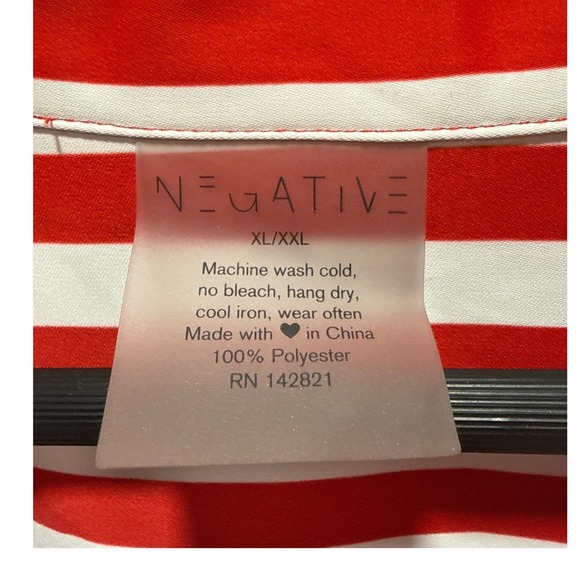 NEGATIVE
XL/XXL
Machine wash cold,
no bleach, hang dry,
cool iron, wear often
Made with ♥ in China
100% Polyester
RN 142821